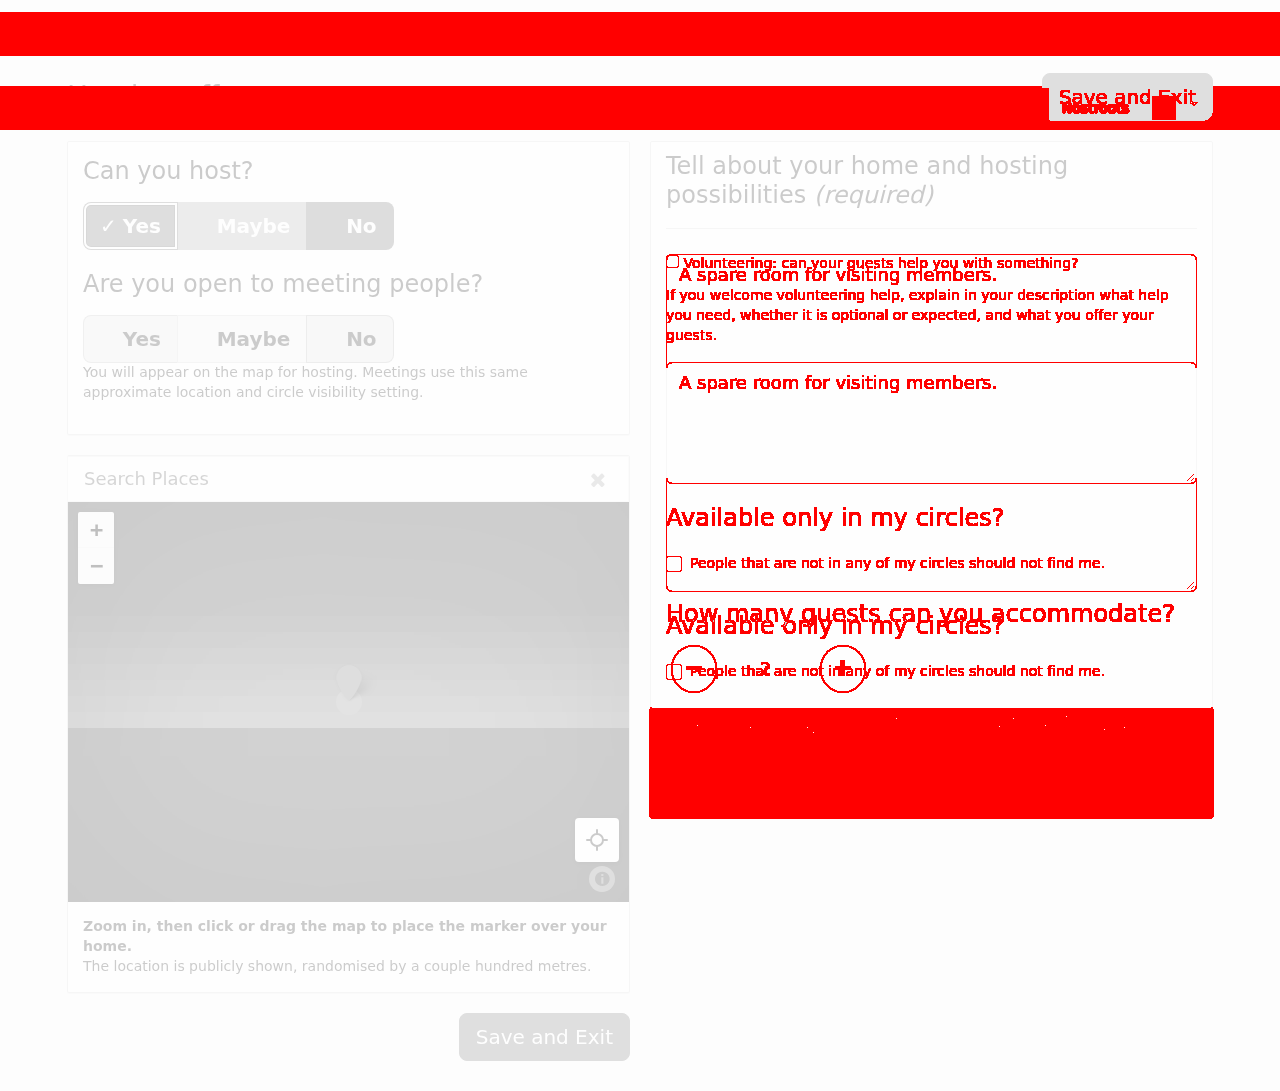 Save and Exit
Can you host?
✓ Yes
Maybe
No
Are you open to meeting people?
Yes
Maybe
No
You will appear on the map for hosting. Meetings use this same
approximate location and circle visibility setting.
Search Places
+
−
Zoom in, then click or drag the map to place the marker over your
home.
The location is publicly shown, randomised by a couple hundred metres.
Save and Exit
Tell about your home and hosting
possibilities (required)
Volunteering: can your guests help you with something?
A spare room for visiting members.
If you welcome volunteering help, explain in your description what help
you need, whether it is optional or expected, and what you offer your
guests.
A spare room for visiting members.
Available only in my circles?
People that are not in any of my circles should not find me.
How many guests can you accommodate?
Available only in my circles?
− 2 +
People that are not in any of my circles should not find me.